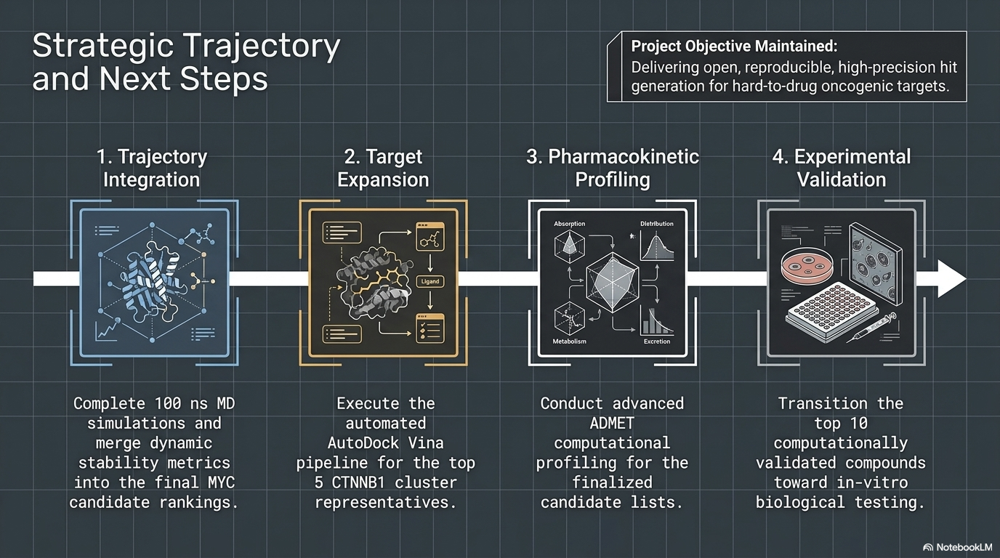 Strategic Trajectory
and Next Steps
Project Objective Maintained:
Delivering open, reproducible, high-precision hit
generation for hard-to-drug oncogenic targets.
1. Trajectory
Integration
2. Target
Expansion
3. Pharmacokinetic
Profiling
4. Experimental
Validation
Ligand
Absorption
Distribution
Metabolism
Excretion
Complete 100 ns MD
simulations and
merge dynamic
stability metrics
into the final MYC
candidate rankings.
Execute the
automated
AutoDock Vina
pipeline for the top
5 CTNNB1 cluster
representatives.
Conduct advanced
ADMET
computational
profiling for the
finalized
candidate lists.
Transition the
top 10
computationally
validated compounds
toward in-vitro
biological testing.
NotebookLM